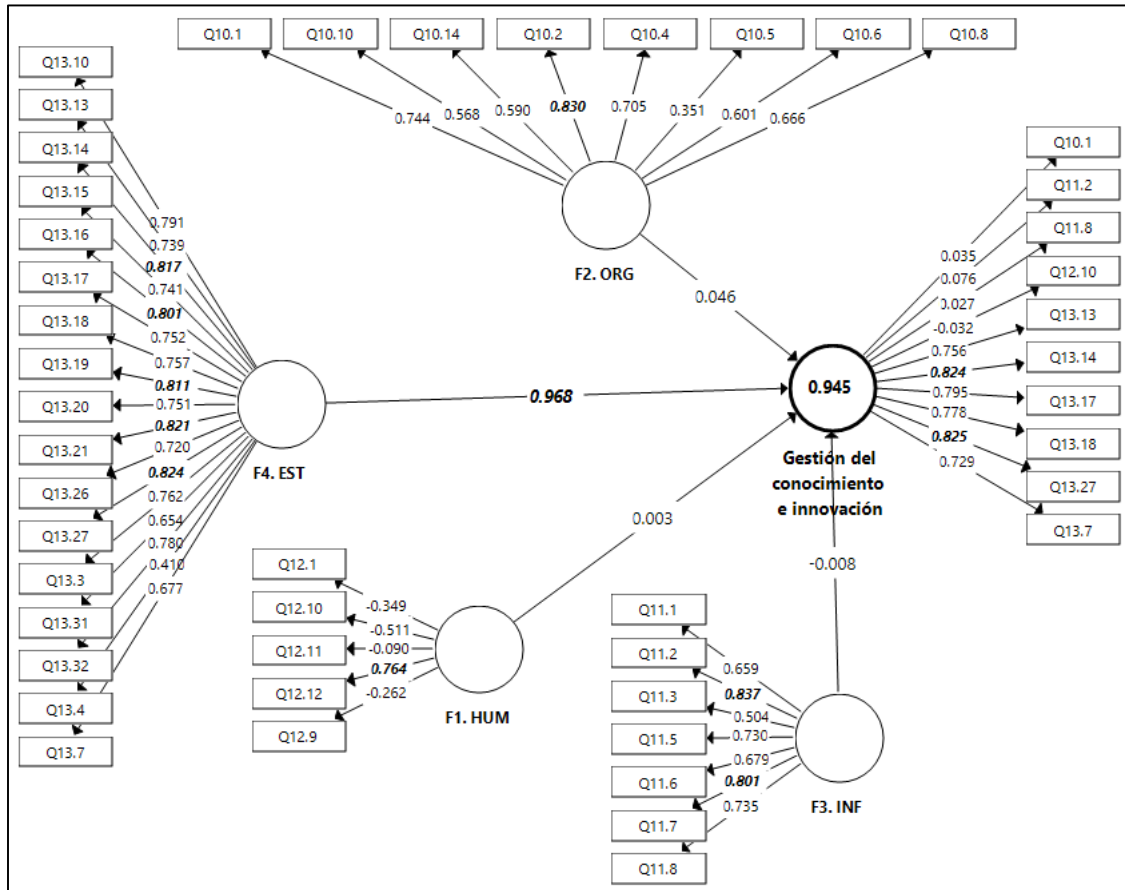 Q10.1
Q10.10
Q10.14
Q10.2
Q10.4
Q10.5
Q10.6
Q10.8
0.744
0.568
0.590
0.830
0.705
0.351
0.601
0.666
F2. ORG
0.046
Q13.10
Q13.13
Q13.14
Q13.15
Q13.16
Q13.17
Q13.18
Q13.19
Q13.20
Q13.21
Q13.26
Q13.27
Q13.3
Q13.31
Q13.32
Q13.4
Q13.7
0.791
0.739
0.817
0.741
0.801
0.752
0.757
0.811
0.751
0.821
0.720
0.824
0.762
0.654
0.780
0.410
0.677
F4. EST
0.968
0.945
Gestión del
conocimiento
e innovación
0.035
0.076
0.027
-0.032
0.756
0.824
0.795
0.778
0.825
0.729
Q10.1
Q11.2
Q11.8
Q12.10
Q13.13
Q13.14
Q13.17
Q13.18
Q13.27
Q13.7
0.003
-0.008
Q12.1
Q12.10
Q12.11
Q12.12
Q12.9
-0.349
-0.511
-0.090
0.764
-0.262
F1. HUM
Q11.1
Q11.2
Q11.3
Q11.5
Q11.6
Q11.7
Q11.8
0.659
0.837
0.504
0.730
0.679
0.801
0.735
F3. INF